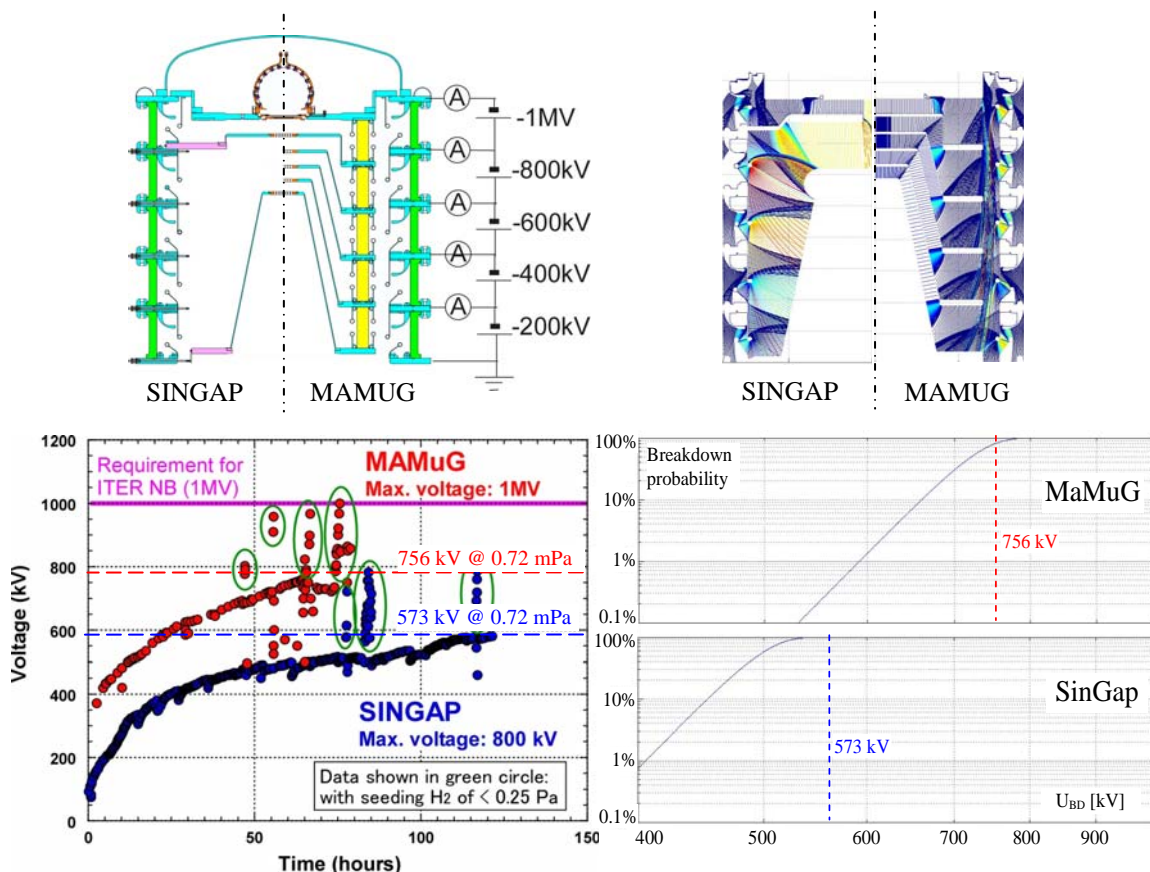 A
-1MV
A
-800kV
A
-600kV
A
-400kV
A
-200kV
SINGAP
MAMUG
SINGAP
MAMUG
1200
1000
800
600
400
200
0
Voltage (kV)
Requirement for
ITER NB (1MV)
MAMuG
Max. voltage: 1MV
756 kV @ 0.72 mPa
573 kV @ 0.72 mPa
SINGAP
Max. voltage: 800 kV
Data shown in green circle:
with seeding H2 of < 0.25 Pa
0
50
100
150
Time (hours)
100%
10%
1%
0.1%
Breakdown
probability
MaMuG
756 kV
100%
10%
1%
0.1%
SinGap
573 kV
UBD [kV]
400
500
600
700
800
900